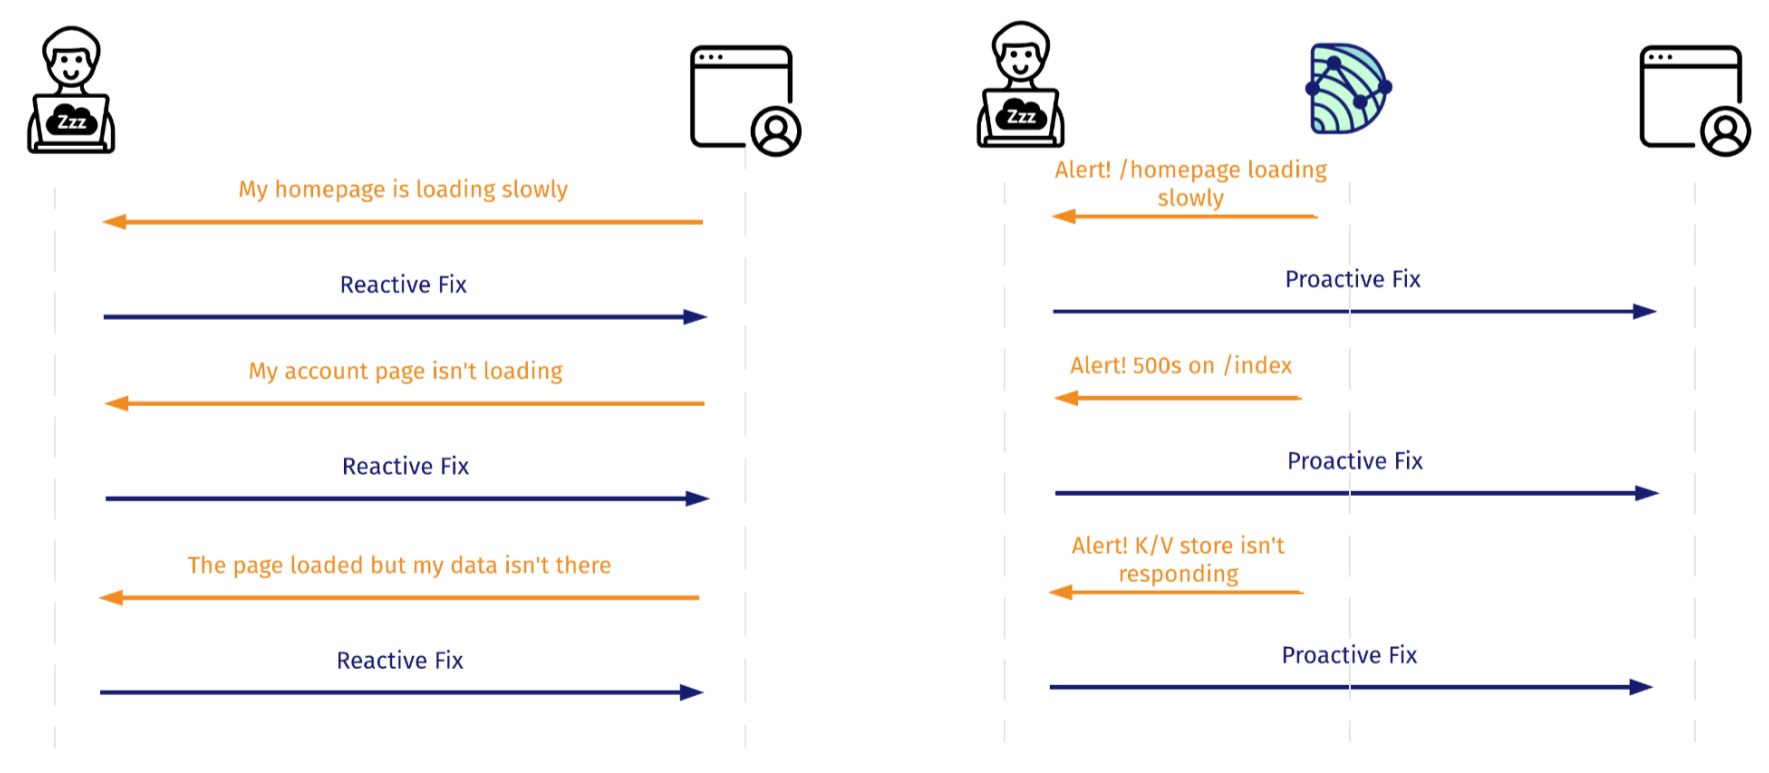 Zzz
My homepage is loading slowly
Reactive Fix
My account page isn't loading
Reactive Fix
The page loaded but my data isn't there
Reactive Fix
Zzz
Alert! /homepage loading
slowly
Proactive Fix
Alert! 500s on /index
Proactive Fix
Alert! K/V store isn't
responding
Proactive Fix